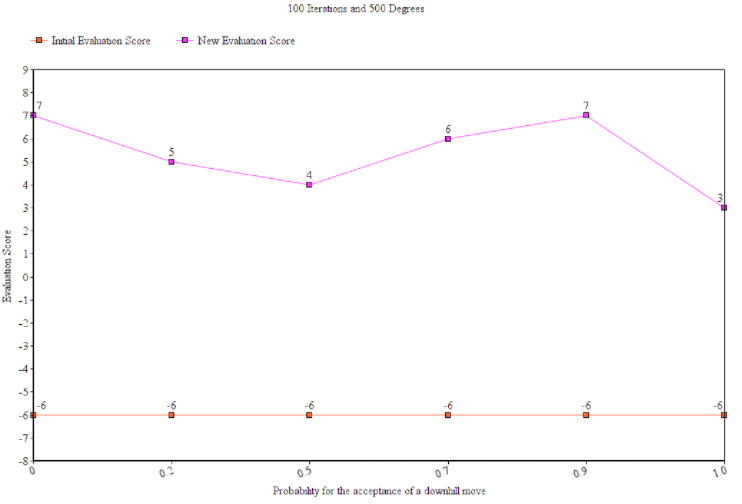 100 Iterations and 500 Degrees
Initial Evaluation Score New Evaluation Score
9
8
7
6
5
4
3
2
1
0
-1
-2
-3
-4
-5
-6
-7
-8
Evaluation Score
7 5 4 6 7 3
-6 -6 -6 -6 -6 -6
0 0.2 0.5 0.7 0.9 1.0
Probability for the acceptance of a downhill move